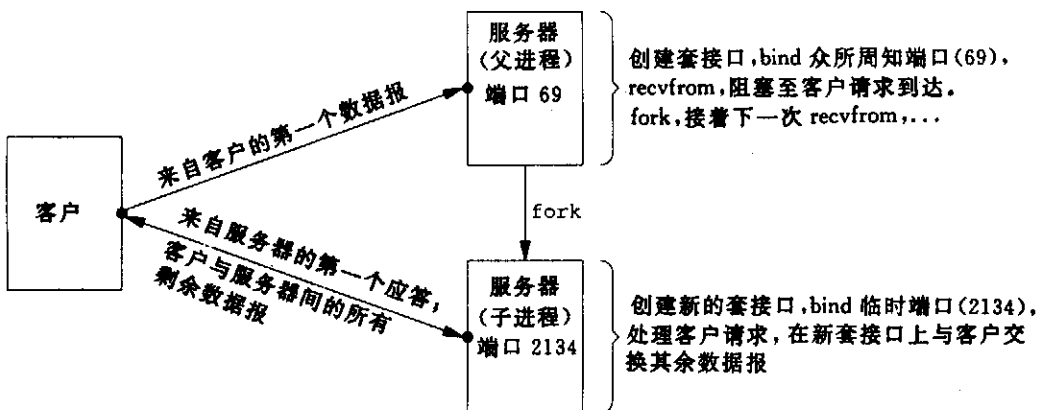 服务器
(父进程)
端口 69
创建套接口,bind 众所周知端口(69),
recvfrom,阻塞至客户请求到达。
fork,接着下一次 recvfrom,...
来自客户的第一个数据报
客户
fork
来自服务器的第一个应答,
客户与服务器间的所有
剩余数据报
服务器
(子进程)
端口 2134
创建新的套接口,bind 临时端口(2134),
处理客户请求,在新套接口上与客户交
换其余数据报